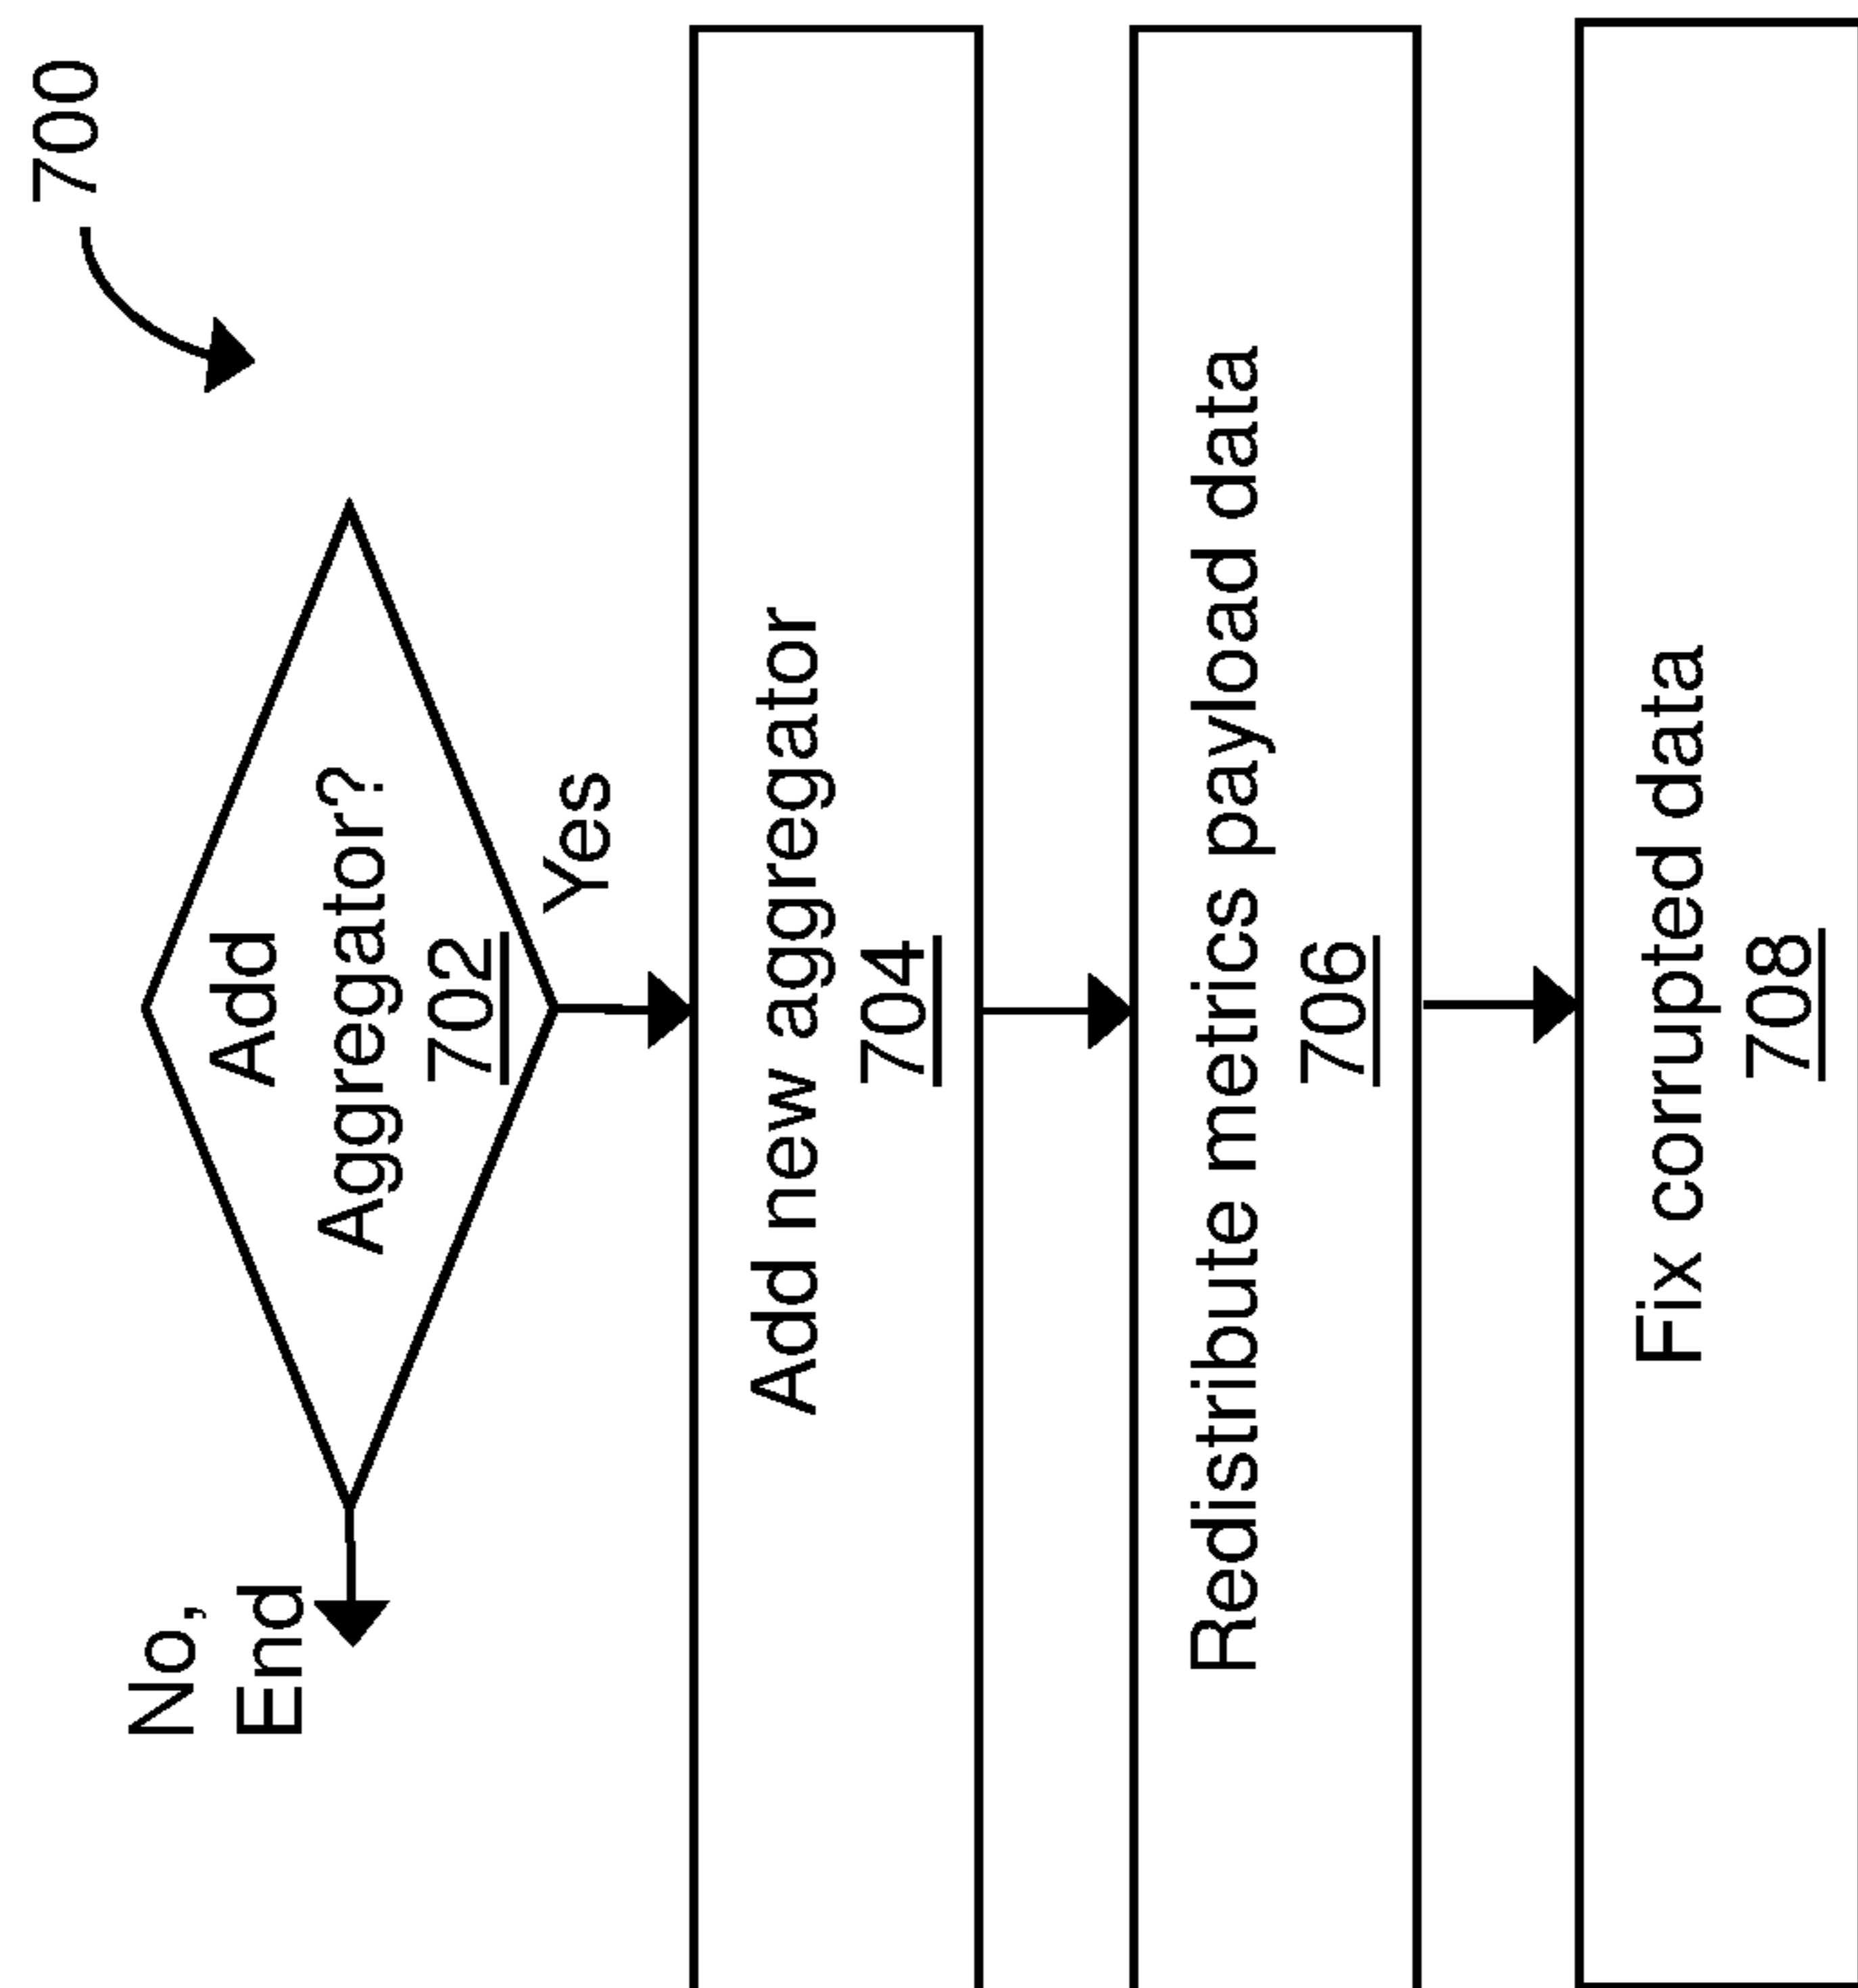 700
No,
End
Add
Aggregator?
702
Yes
Add new aggregator
704
Redistribute metrics payload data
706
Fix corrupted data
708